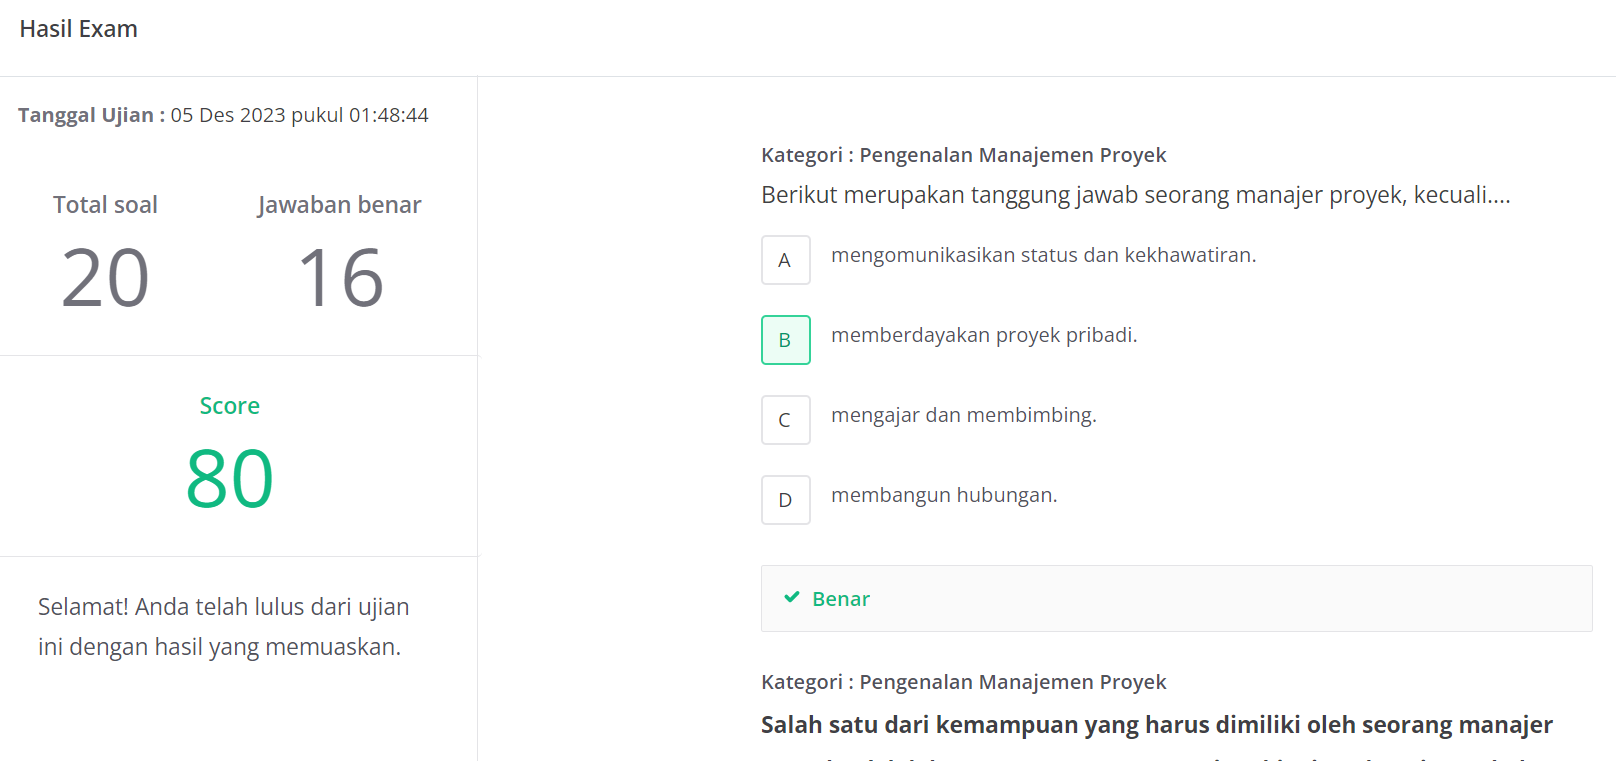 Hasil Exam
Tanggal Ujian : 05 Des 2023 pukul 01:48:44
Total soal
Jawaban benar
20
16
Score
80
Selamat! Anda telah lulus dari ujian
ini dengan hasil yang memuaskan.
Kategori : Pengenalan Manajemen Proyek
Berikut merupakan tanggung jawab seorang manajer proyek, kecuali....
A mengomunikasikan status dan kekhawatiran.
B memberdayakan proyek pribadi.
C mengajar dan membimbing.
D membangun hubungan.
Benar
Kategori : Pengenalan Manajemen Proyek
Salah satu dari kemampuan yang harus dimiliki oleh seorang manajer